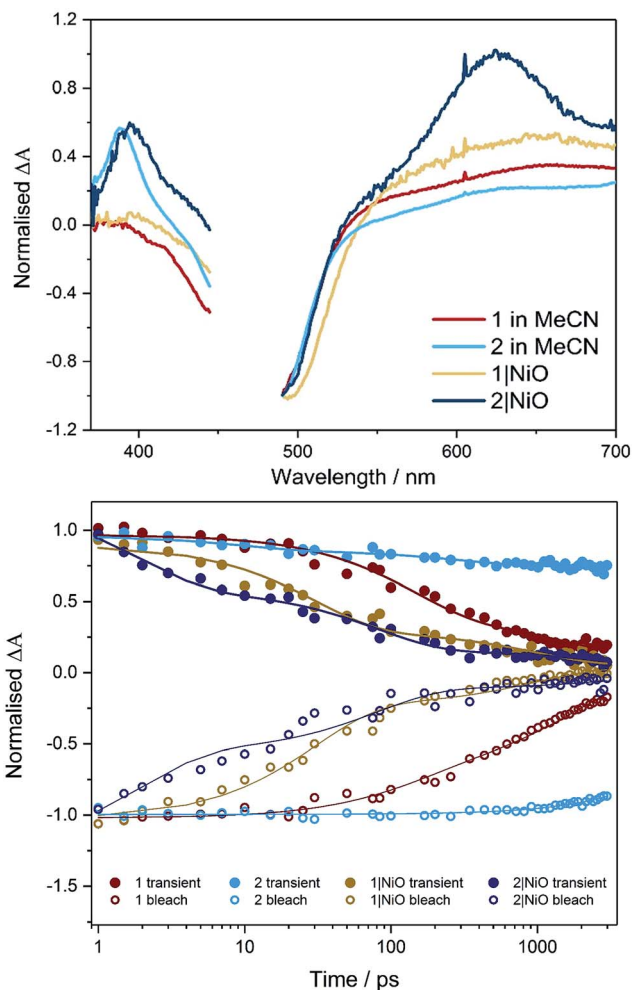 1.2
0.8
0.4
0.0
-0.4
-0.8
-1.2
Normalised ΔA
1 in MeCN
2 in MeCN
1|NiO
2|NiO
400 500 600 700
Wavelength / nm
1.0
0.5
0.0
-0.5
-1.0
-1.5
Normalised ΔA
1 transient 2 transient 1|NiO transient 2|NiO transient
1 bleach 2 bleach 1|NiO bleach 2|NiO bleach
1 10 100 1000
Time / ps